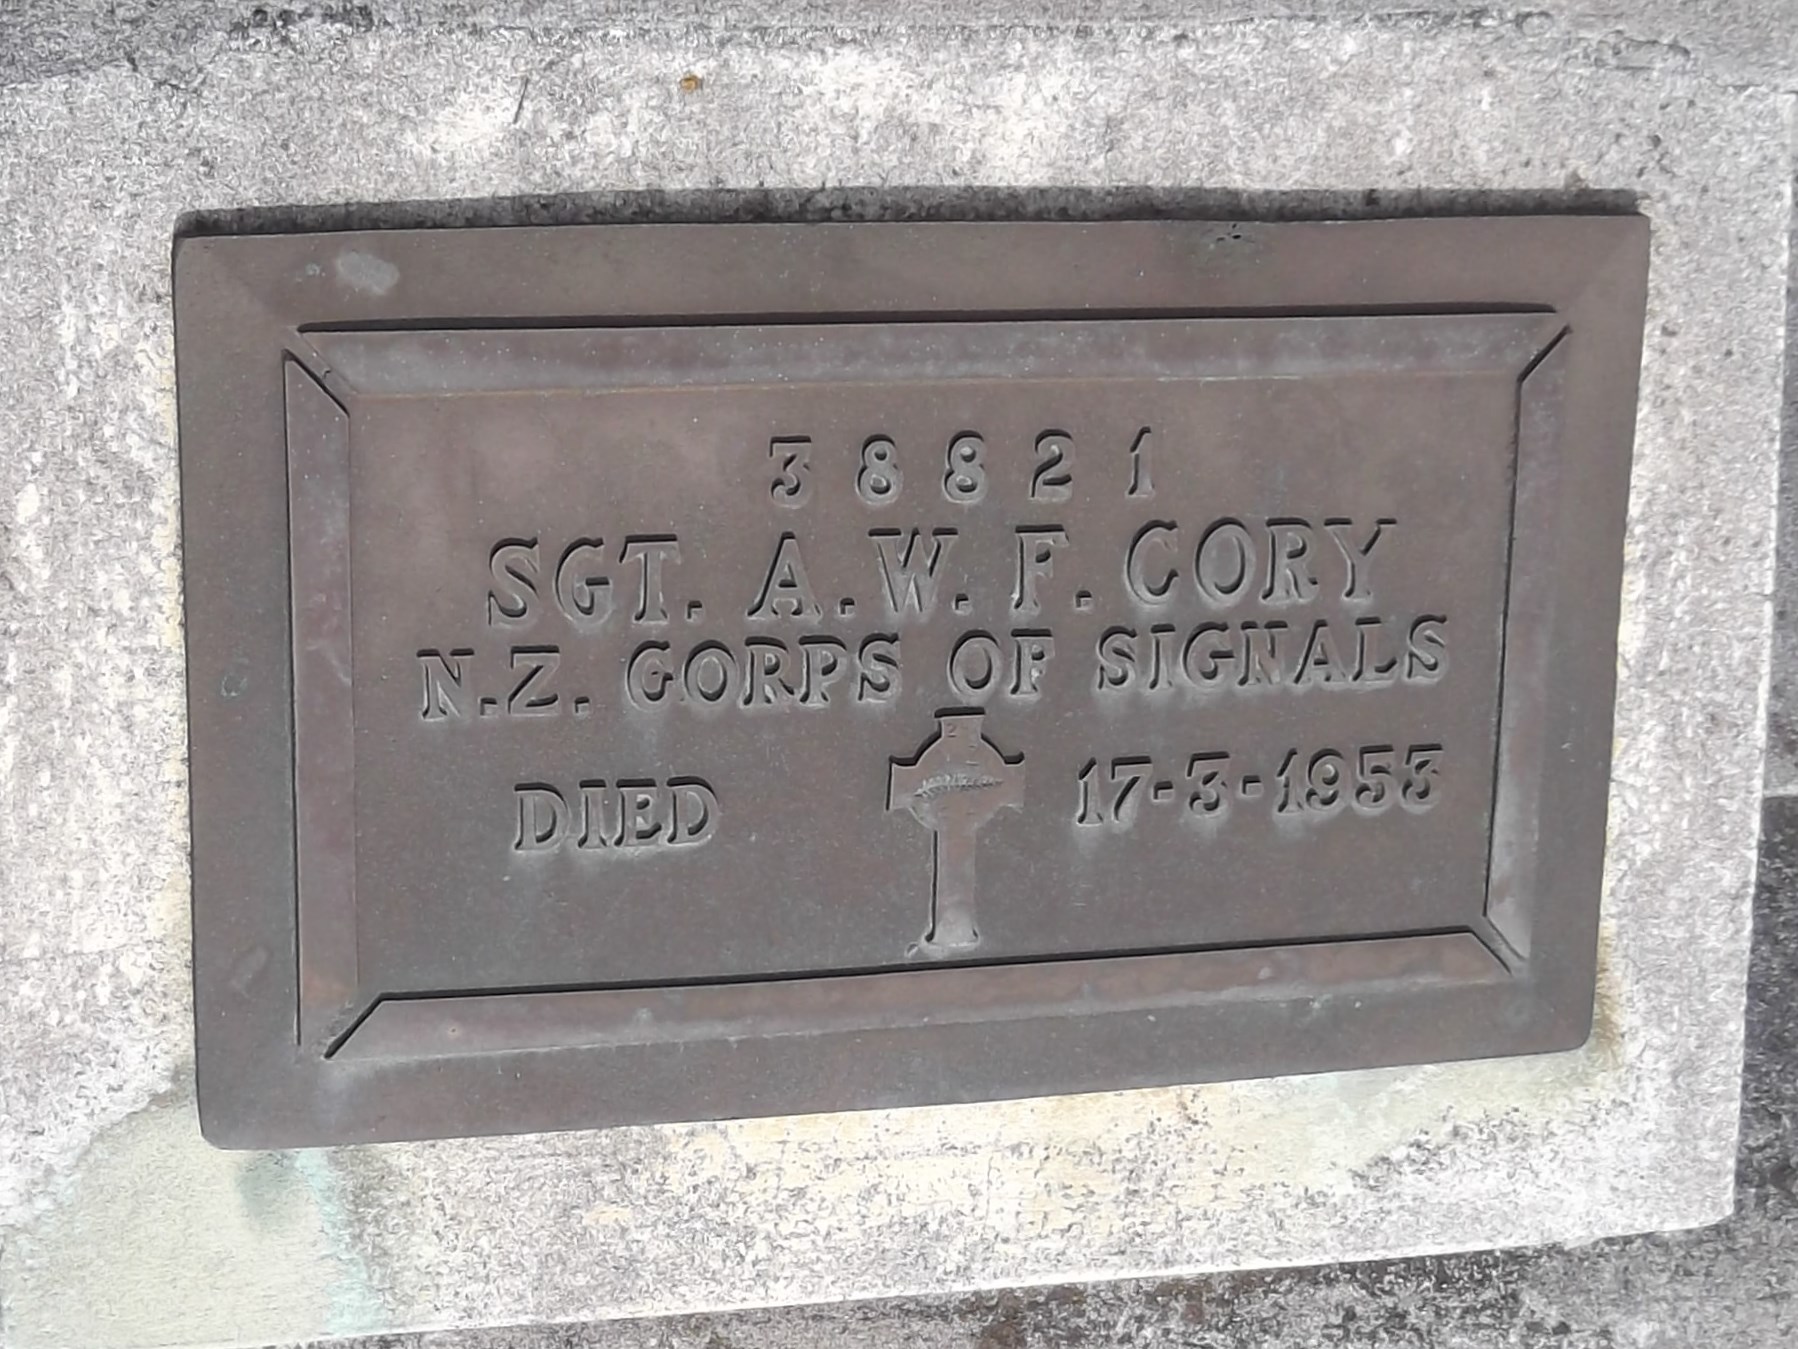 38821
SGT. A.W.F. CORY
N.Z. CORPS OF SIGNALS
DIED 17-3-1953